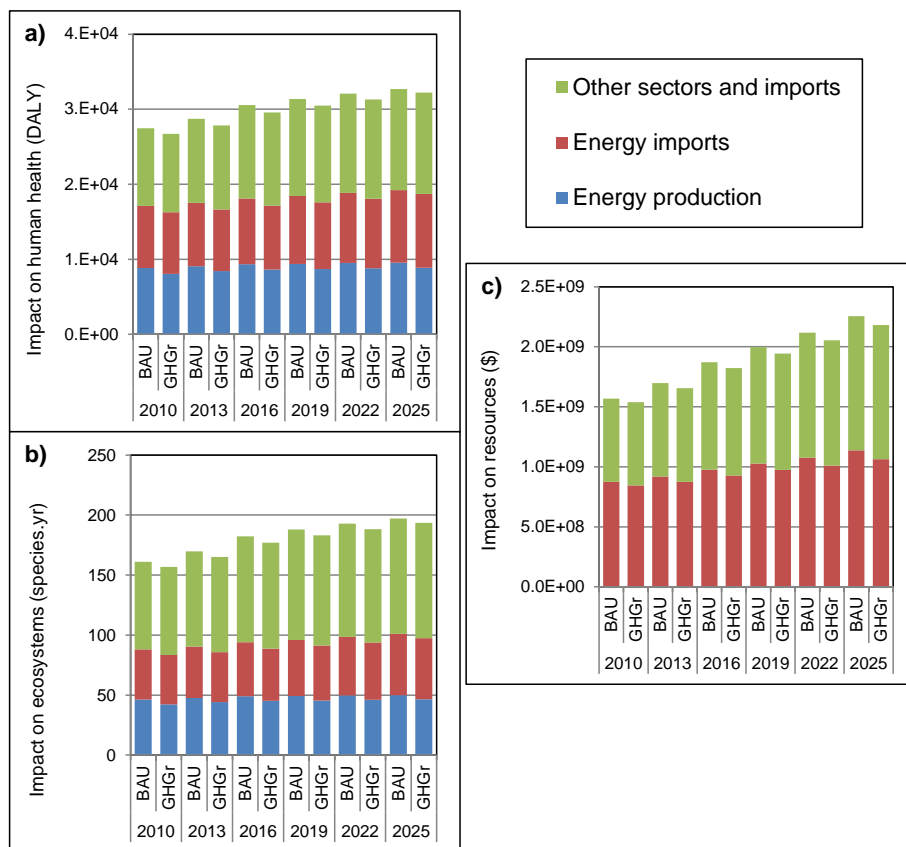 a)
Impact on human health (DALY)
4.E+04
3.E+04
2.E+04
1.E+04
0.E+00
BAU GHGr BAU GHGr BAU GHGr BAU GHGr BAU GHGr BAU GHGr
2010 2013 2016 2019 2022 2025
Other sectors and imports
Energy imports
Energy production
b)
Impact on ecosystems (species.yr)
250
200
150
100
50
0
BAU GHGr BAU GHGr BAU GHGr BAU GHGr BAU GHGr BAU GHGr
2010 2013 2016 2019 2022 2025
c)
Impact on resources ($)
2.5E+09
2.0E+09
1.5E+09
1.0E+09
5.0E+08
0.0E+00
BAU GHGr BAU GHGr BAU GHGr BAU GHGr BAU GHGr BAU GHGr
2010 2013 2016 2019 2022 2025